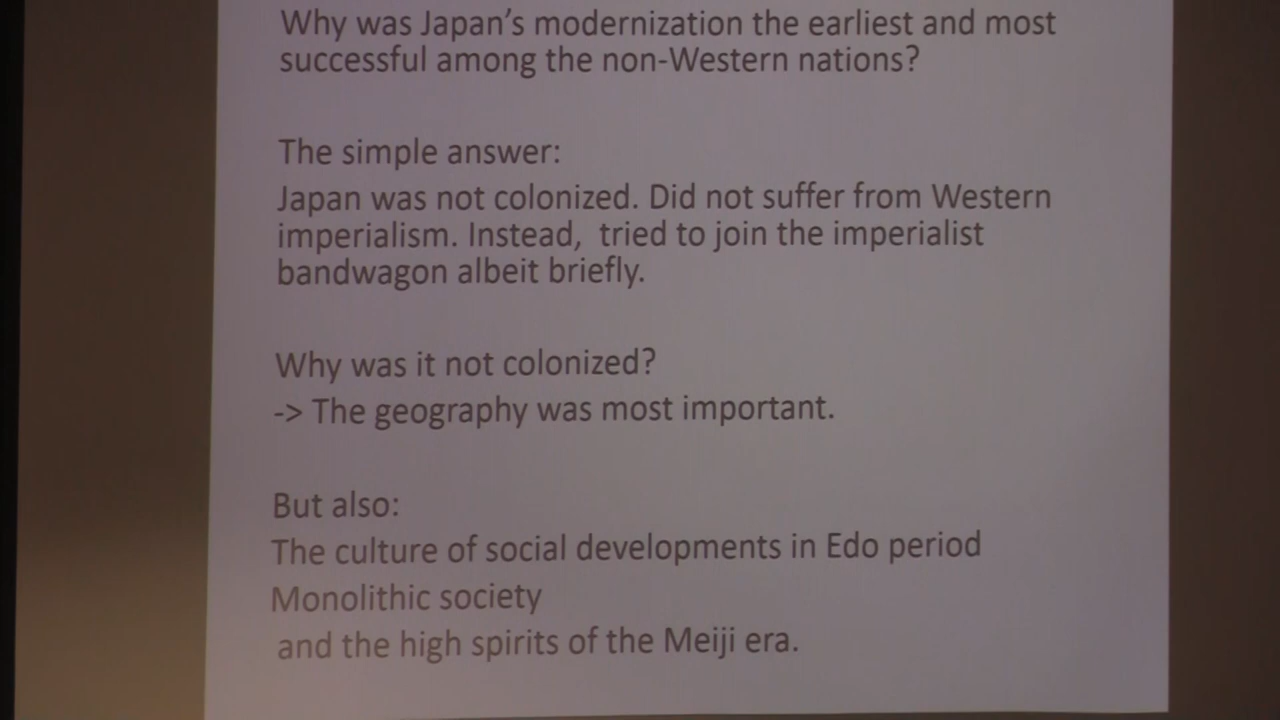 Why was Japan’s modernization the earliest and most
successful among the non-Western nations?
The simple answer:
Japan was not colonized. Did not suffer from Western
imperialism. Instead,  tried to join the imperialist
bandwagon albeit briefly.
Why was it not colonized?
-> The geography was most important.
But also:
The culture of social developments in Edo period
Monolithic society
and the high spirits of the Meiji era.